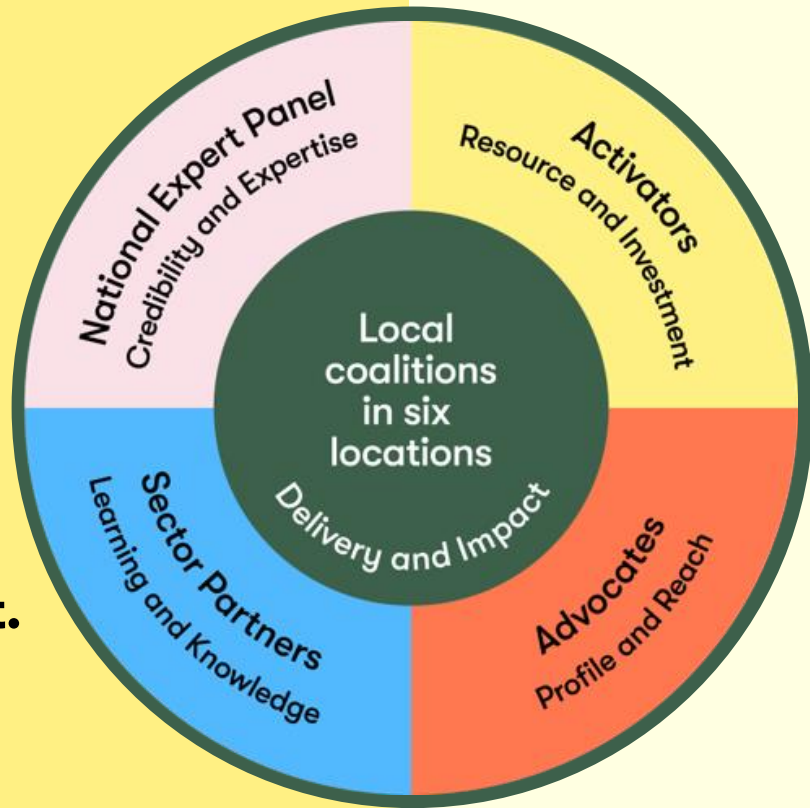 National Expert Panel
Credibility and Expertise
Activators
Resource and Investment
Local
coalitions
in six
locations
Delivery and Impact
Sector Partners
Learning and Knowledge
Advocates
Profile and Reach